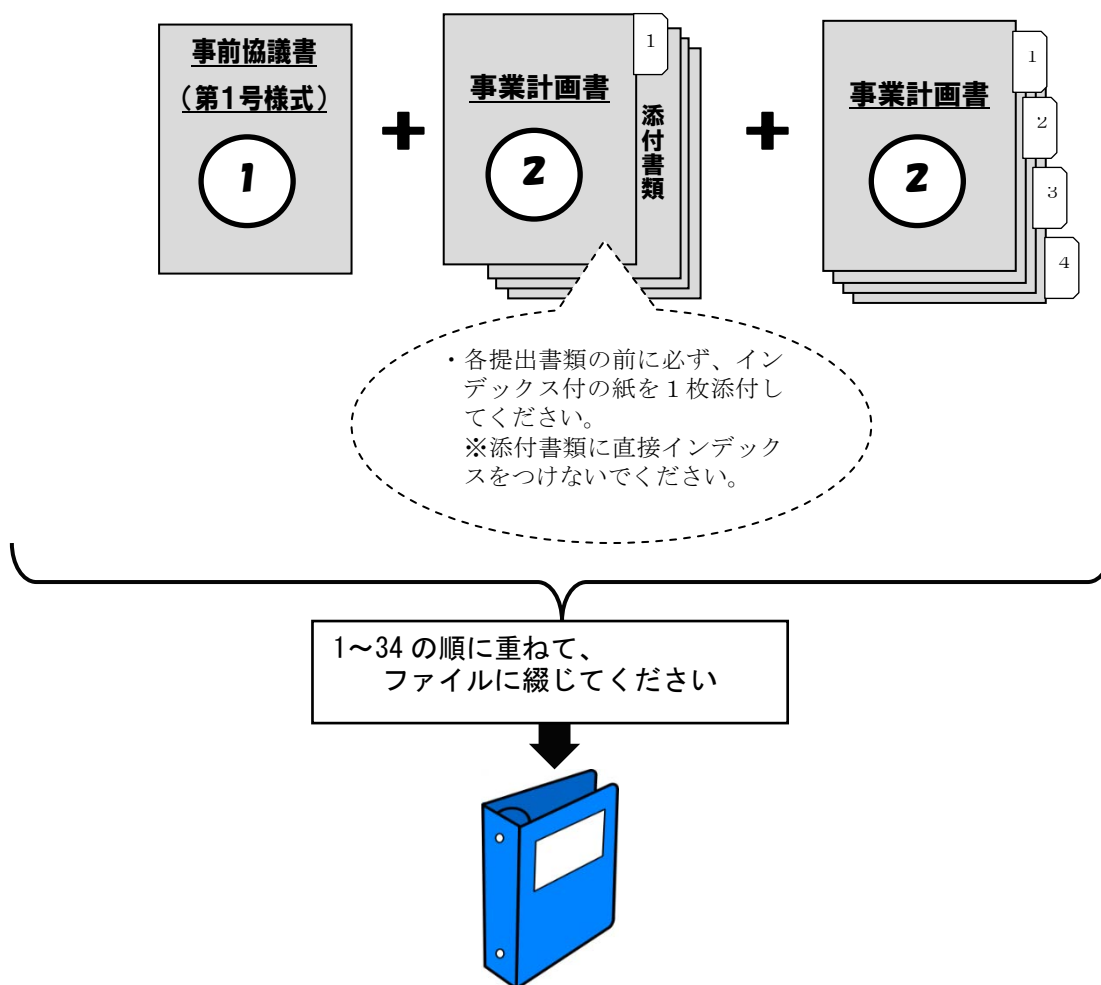 事前協議書
（第1号様式）
1
＋
事業計画書
2
1
添付書類
＋
事業計画書
2
1
2
3
4
・各提出書類の前に必ず、イン
デックス付の紙を１枚添付し
てください。
※添付書類に直接インデック
スをつけないでください。
1～34 の順に重ねて、
ファイルに綴じてください